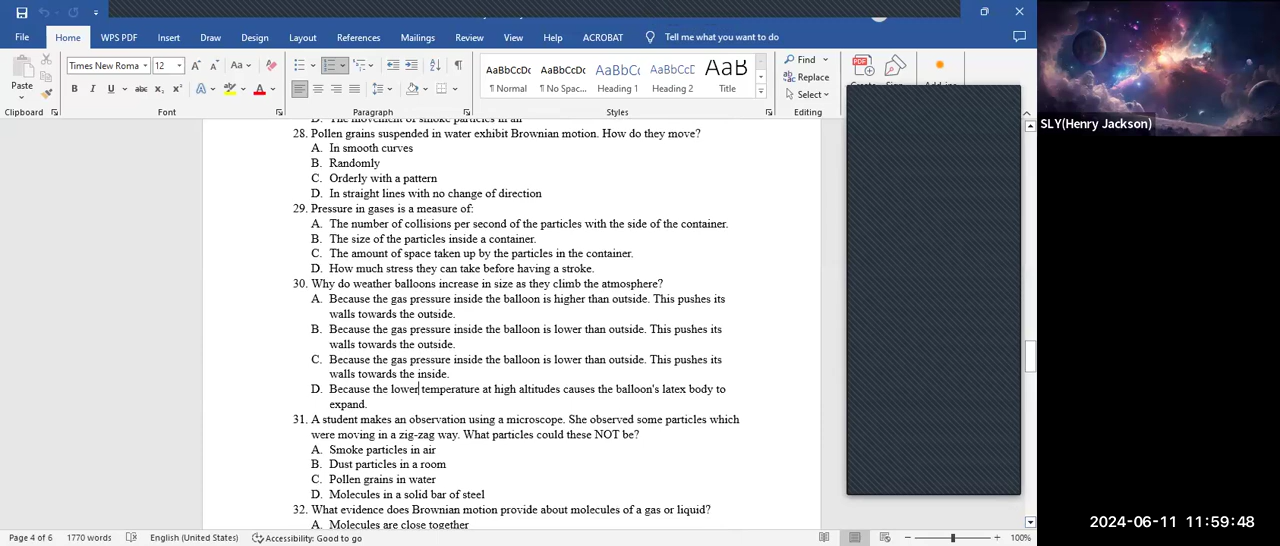 File Home WPS PDF Insert Draw Design Layout References Mailings Review View Help ACROBAT Tell me what you want to do
Times New Roma 12 Aa
Paste
B I U abc A A
AaBbCcDc AaBbCcDc AaBbCcD AaBbCcD AaB
¶ Normal ¶ No Spac... Heading 1 Heading 2 Title
Find
Replace
Select
Clipboard Font Paragraph Styles Editing
SLY(Henry Jackson)
D. The movement of smoke particles in air
28. Pollen grains suspended in water exhibit Brownian motion. How do they move?
A. In smooth curves
B. Randomly
C. Orderly with a pattern
D. In straight lines with no change of direction
29. Pressure in gases is a measure of:
A. The number of collisions per second of the particles with the side of the container.
B. The size of the particles inside a container.
C. The amount of space taken up by the particles in the container.
D. How much stress they can take before having a stroke.
30. Why do weather balloons increase in size as they climb the atmosphere?
A. Because the gas pressure inside the balloon is higher than outside. This pushes its
walls towards the outside.
B. Because the gas pressure inside the balloon is lower than outside. This pushes its
walls towards the outside.
C. Because the gas pressure inside the balloon is lower than outside. This pushes its
walls towards the inside.
D. Because the lower temperature at high altitudes causes the balloon's latex body to
expand.
31. A student makes an observation using a microscope. She observed some particles which
were moving in a zig-zag way. What particles could these NOT be?
A. Smoke particles in air
B. Dust particles in a room
C. Pollen grains in water
D. Molecules in a solid bar of steel
32. What evidence does Brownian motion provide about molecules of a gas or liquid?
A. Molecules are close together
2024-06-11 11:59:48
Page 4 of 6 1770 words English (United States) Accessibility: Good to go 100%